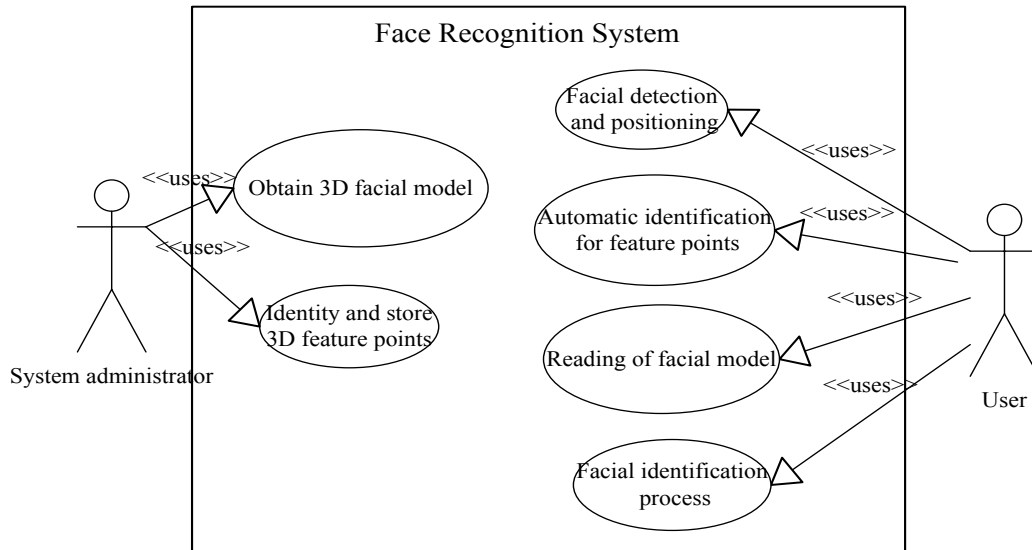 Face Recognition System
Facial detection
and positioning
<<uses>>
<<uses>>
Obtain 3D facial model
Automatic identification
for feature points
<<uses>>
<<uses>>
Identity and store
3D feature points
<<uses>>
Reading of facial model
System administrator
<<uses>>
User
Facial identification
process